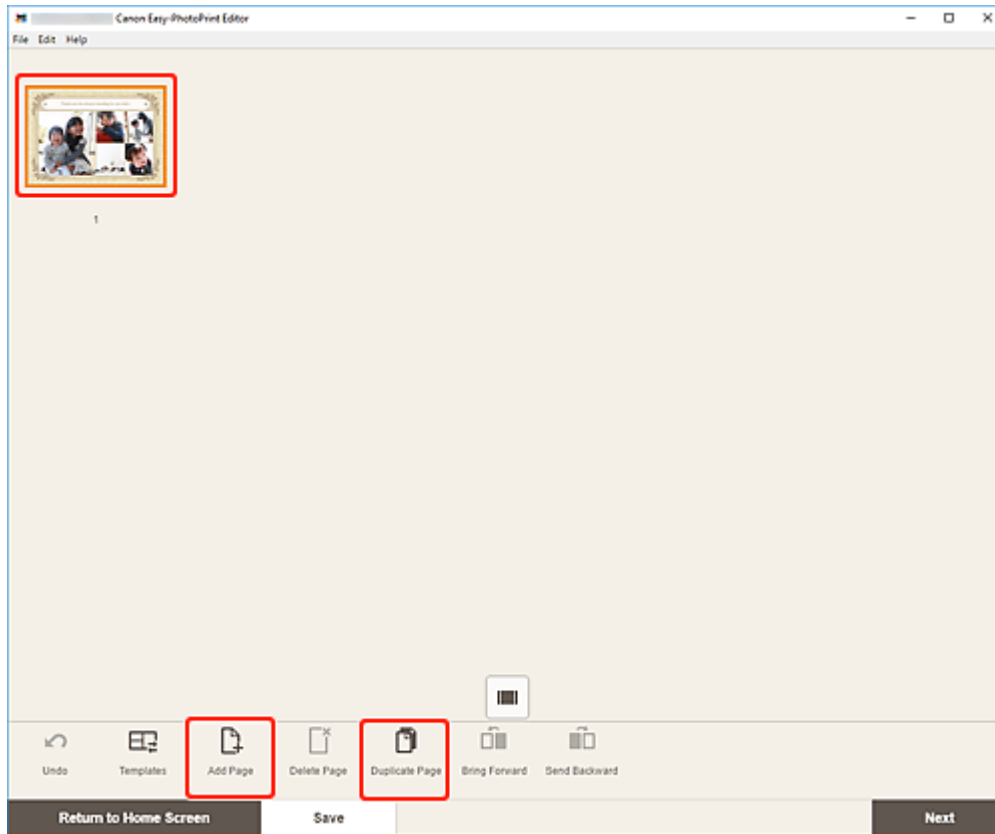 Canon Easy-PhotoPrint Editor
File Edit Help
1
Undo
Templates
Add Page
Delete Page
Duplicate Page
Bring Forward
Send Backward
Return to Home Screen
Save
Next